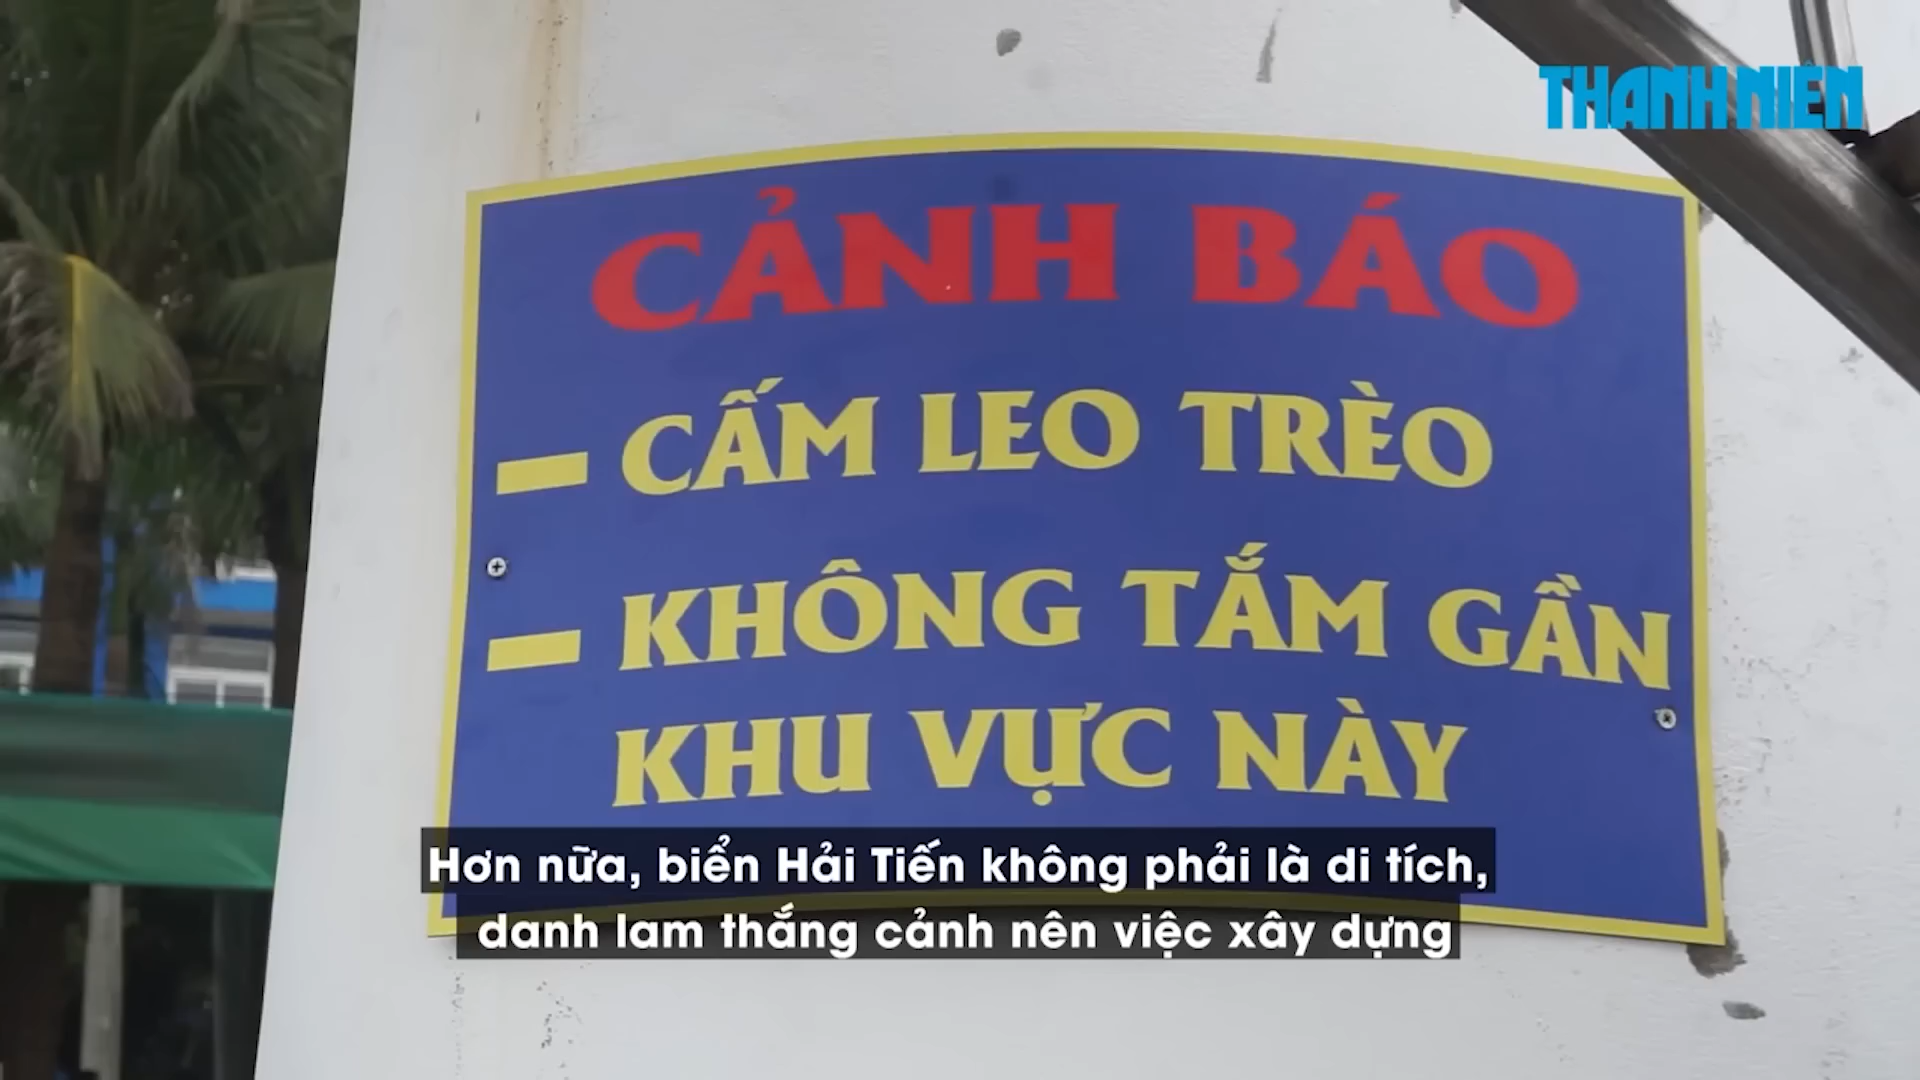 THANH NIÊN
CẢNH BÁO
- CẤM LEO TRÈO
- KHÔNG TẮM GẦN
KHU VỰC NÀY
Hơn nữa, biển Hải Tiến không phải là di tích,
danh lam thắng cảnh nên việc xây dựng